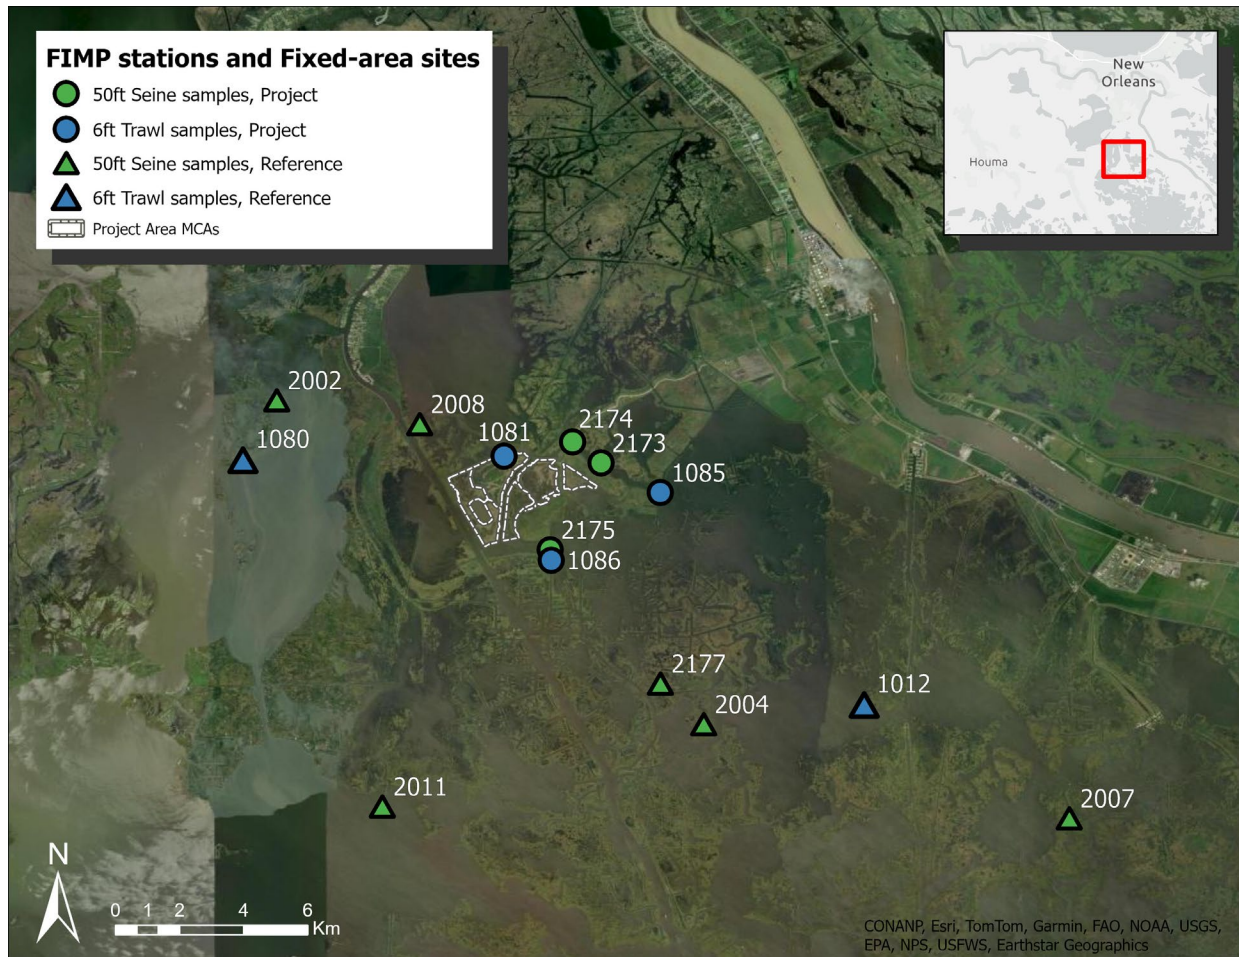 FIMP stations and Fixed-area sites
50ft Seine samples, Project
6ft Trawl samples, Project
50ft Seine samples, Reference
6ft Trawl samples, Reference
Project Area MCAs
New
Orleans
Houma
2002
2008
2174
1080
1081
2173
1085
2175
1086
2177
1012
2004
2011
2007
N
0 1 2 4 6
Km
CONANP, Esri, TomTom, Garmin, FAO, NOAA, USGS,
EPA, NPS, USFWS, Earthstar Geographics